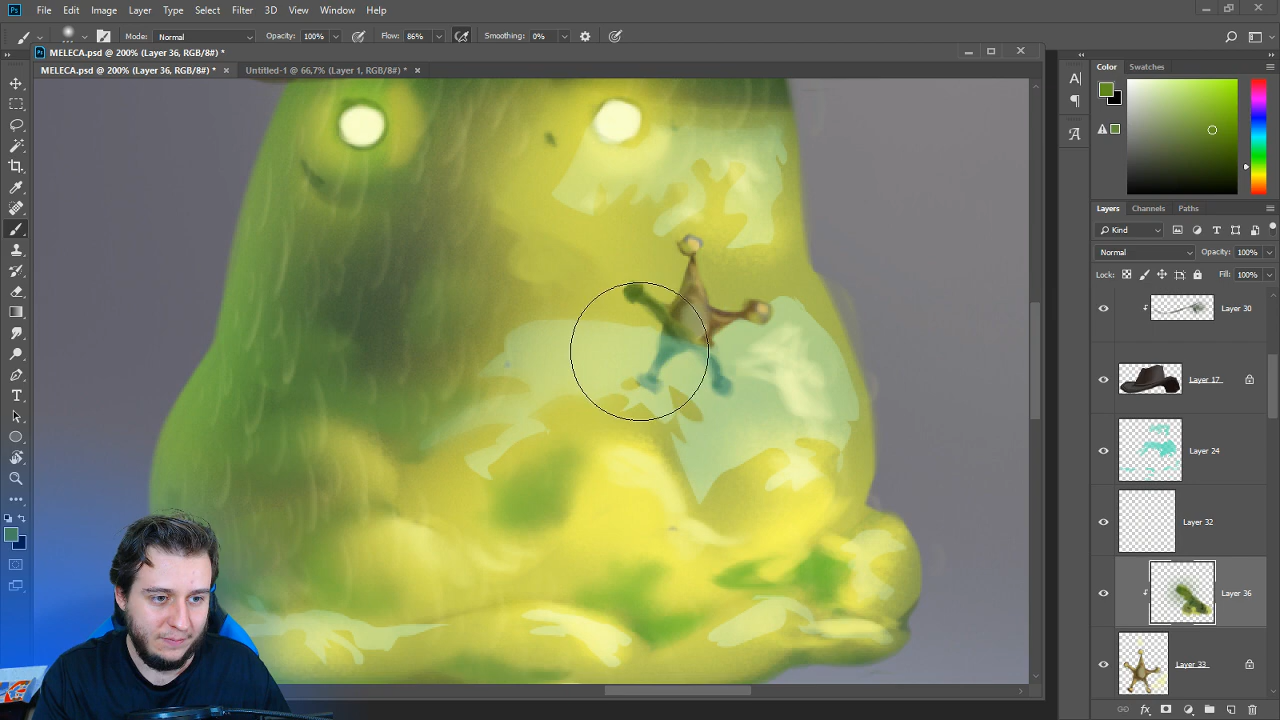 Ps File Edit Image Layer Type Select Filter 3D View Window Help
Mode: Normal Opacity: 100% Flow: 86% Smoothing: 0%
Ps MELECA.psd @ 200% (Layer 36, RGB/8#) *
MELECA.psd @ 200% (Layer 36, RGB/8#) * × Untitled-1 @ 66,7% (Layer 1, RGB/8#) * ×
Color Swatches
Layers Channels Paths
Kind
Normal Opacity: 100%
Lock: Fill: 100%
Layer 30
Layer 17
Layer 24
Layer 32
Layer 36
Layer 33